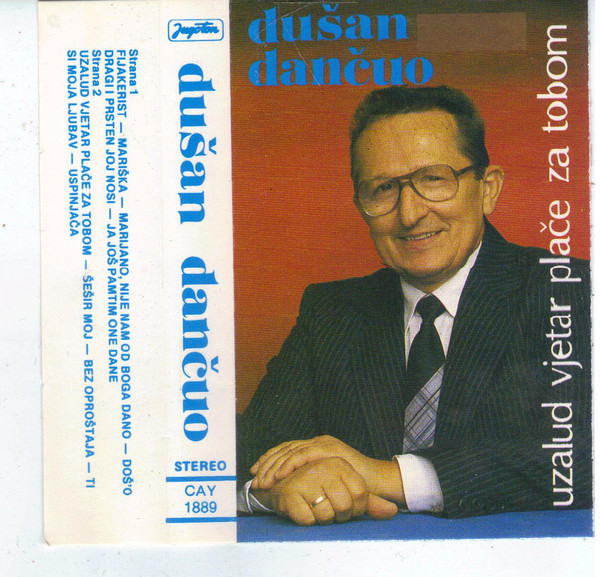 Strana 1
FIJAKERIST — MARIŠKA — MARIJANO, NIJE NAM OD BOGA DANO — DOŠ'O
DRAGI I PRSTEN JOJ NOSI — JA JOŠ PAMTIM ONE DANE
Strana 2
UZALUD VJETAR PLAČE ZA TOBOM — ŠEŠIR MOJ — BEZ OPROŠTAJA — TI
SI MOJA LJUBAV — USPINJAČA
Jugoton
dušan dančuo
STEREO
CAY
1889
dušan
dančuo
uzalud vjetar plače za tobom